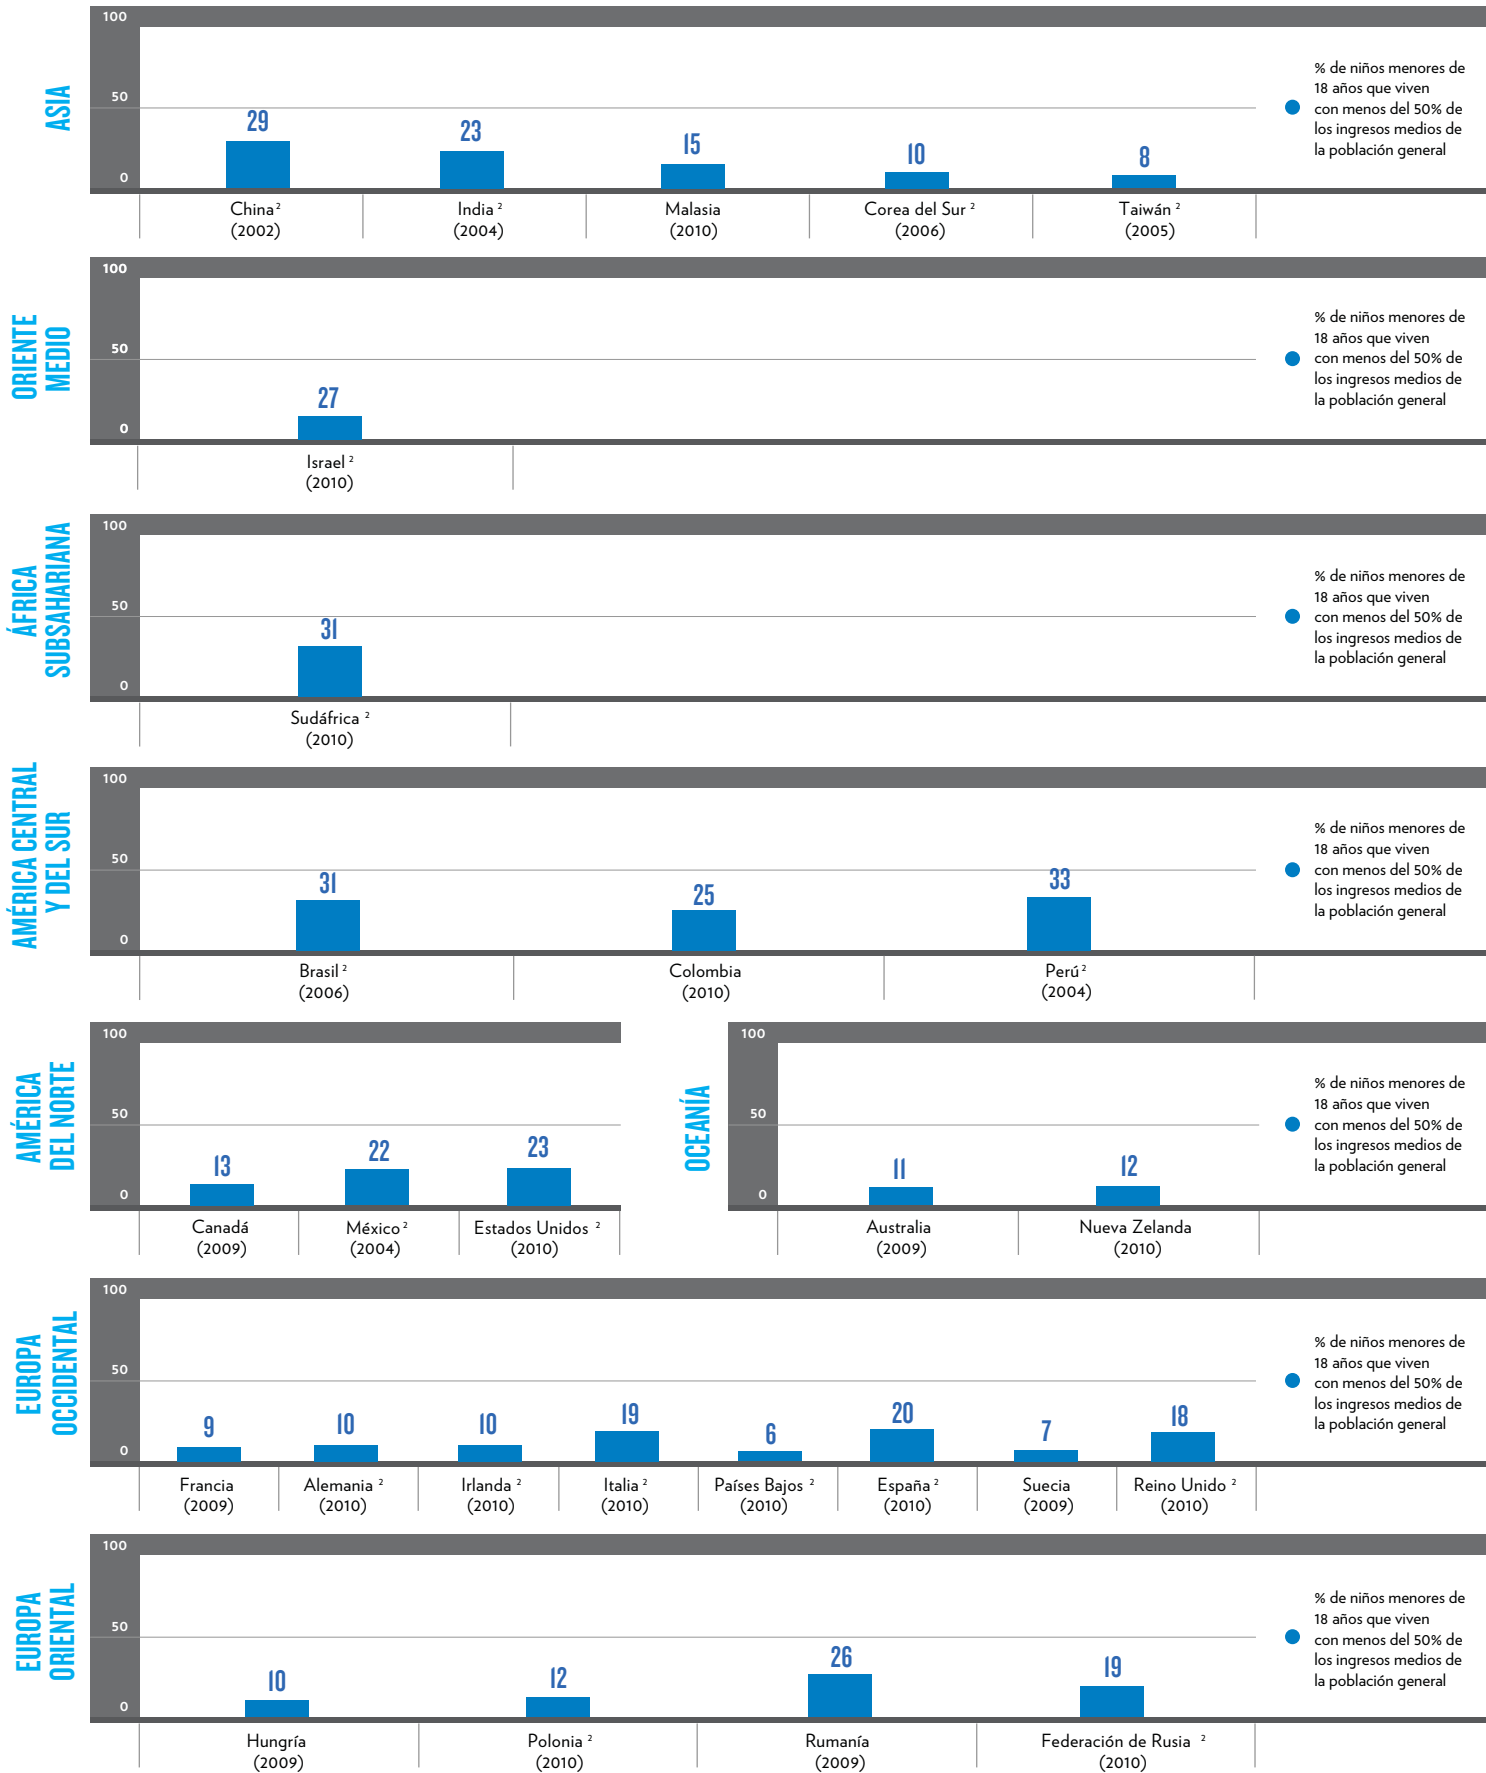 ASIA
100
50
0
29
23
15
10
8
China ²
(2002)
India ²
(2004)
Malasia
(2010)
Corea del Sur ²
(2006)
Taiwán ²
(2005)
% de niños menores de
18 años que viven
con menos del 50% de
los ingresos medios de
la población general
ORIENTE
MEDIO
100
50
0
27
Israel ²
(2010)
% de niños menores de
18 años que viven
con menos del 50% de
los ingresos medios de
la población general
ÁFRICA
SUBSAHARIANA
100
50
0
31
Sudáfrica ²
(2010)
% de niños menores de
18 años que viven
con menos del 50% de
los ingresos medios de
la población general
AMÉRICA CENTRAL
Y DEL SUR
100
50
0
31
25
33
Brasil ²
(2006)
Colombia
(2010)
Perú ²
(2004)
% de niños menores de
18 años que viven
con menos del 50% de
los ingresos medios de
la población general
AMÉRICA
DEL NORTE
100
50
0
13
22
23
Canadá
(2009)
México ²
(2004)
Estados Unidos ²
(2010)
OCEANÍA
100
50
0
11
12
Australia
(2009)
Nueva Zelanda
(2010)
% de niños menores de
18 años que viven
con menos del 50% de
los ingresos medios de
la población general
EUROPA
OCCIDENTAL
100
50
0
9
10
10
19
6
20
7
18
Francia
(2009)
Alemania ²
(2010)
Irlanda ²
(2010)
Italia ²
(2010)
Países Bajos ²
(2010)
España ²
(2010)
Suecia
(2009)
Reino Unido ²
(2010)
% de niños menores de
18 años que viven
con menos del 50% de
los ingresos medios de
la población general
EUROPA
ORIENTAL
100
50
0
10
12
26
19
Hungría
(2009)
Polonia ²
(2010)
Rumanía
(2009)
Federación de Rusia ²
(2010)
% de niños menores de
18 años que viven
con menos del 50% de
los ingresos medios de
la población general